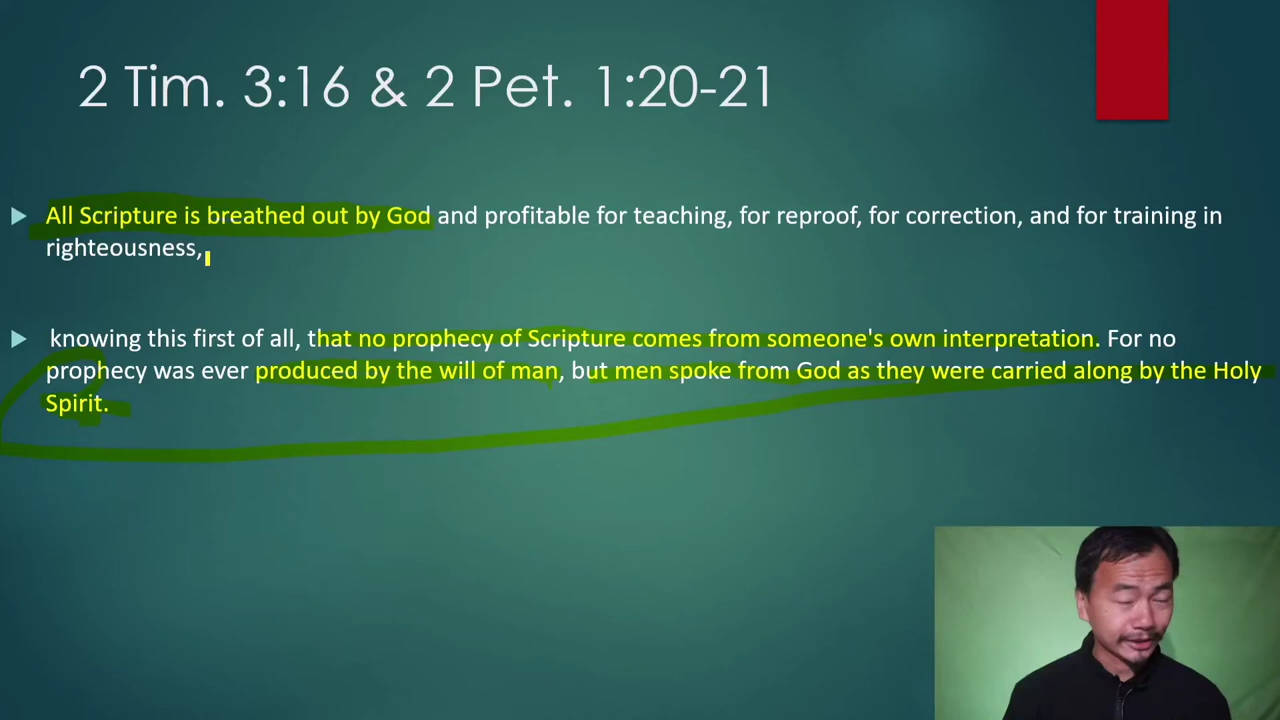 2 Tim. 3:16 & 2 Pet. 1:20-21
All Scripture is breathed out by God and profitable for teaching, for reproof, for correction, and for training in
righteousness,
knowing this first of all, that no prophecy of Scripture comes from someone's own interpretation. For no
prophecy was ever produced by the will of man, but men spoke from God as they were carried along by the Holy
Spirit.